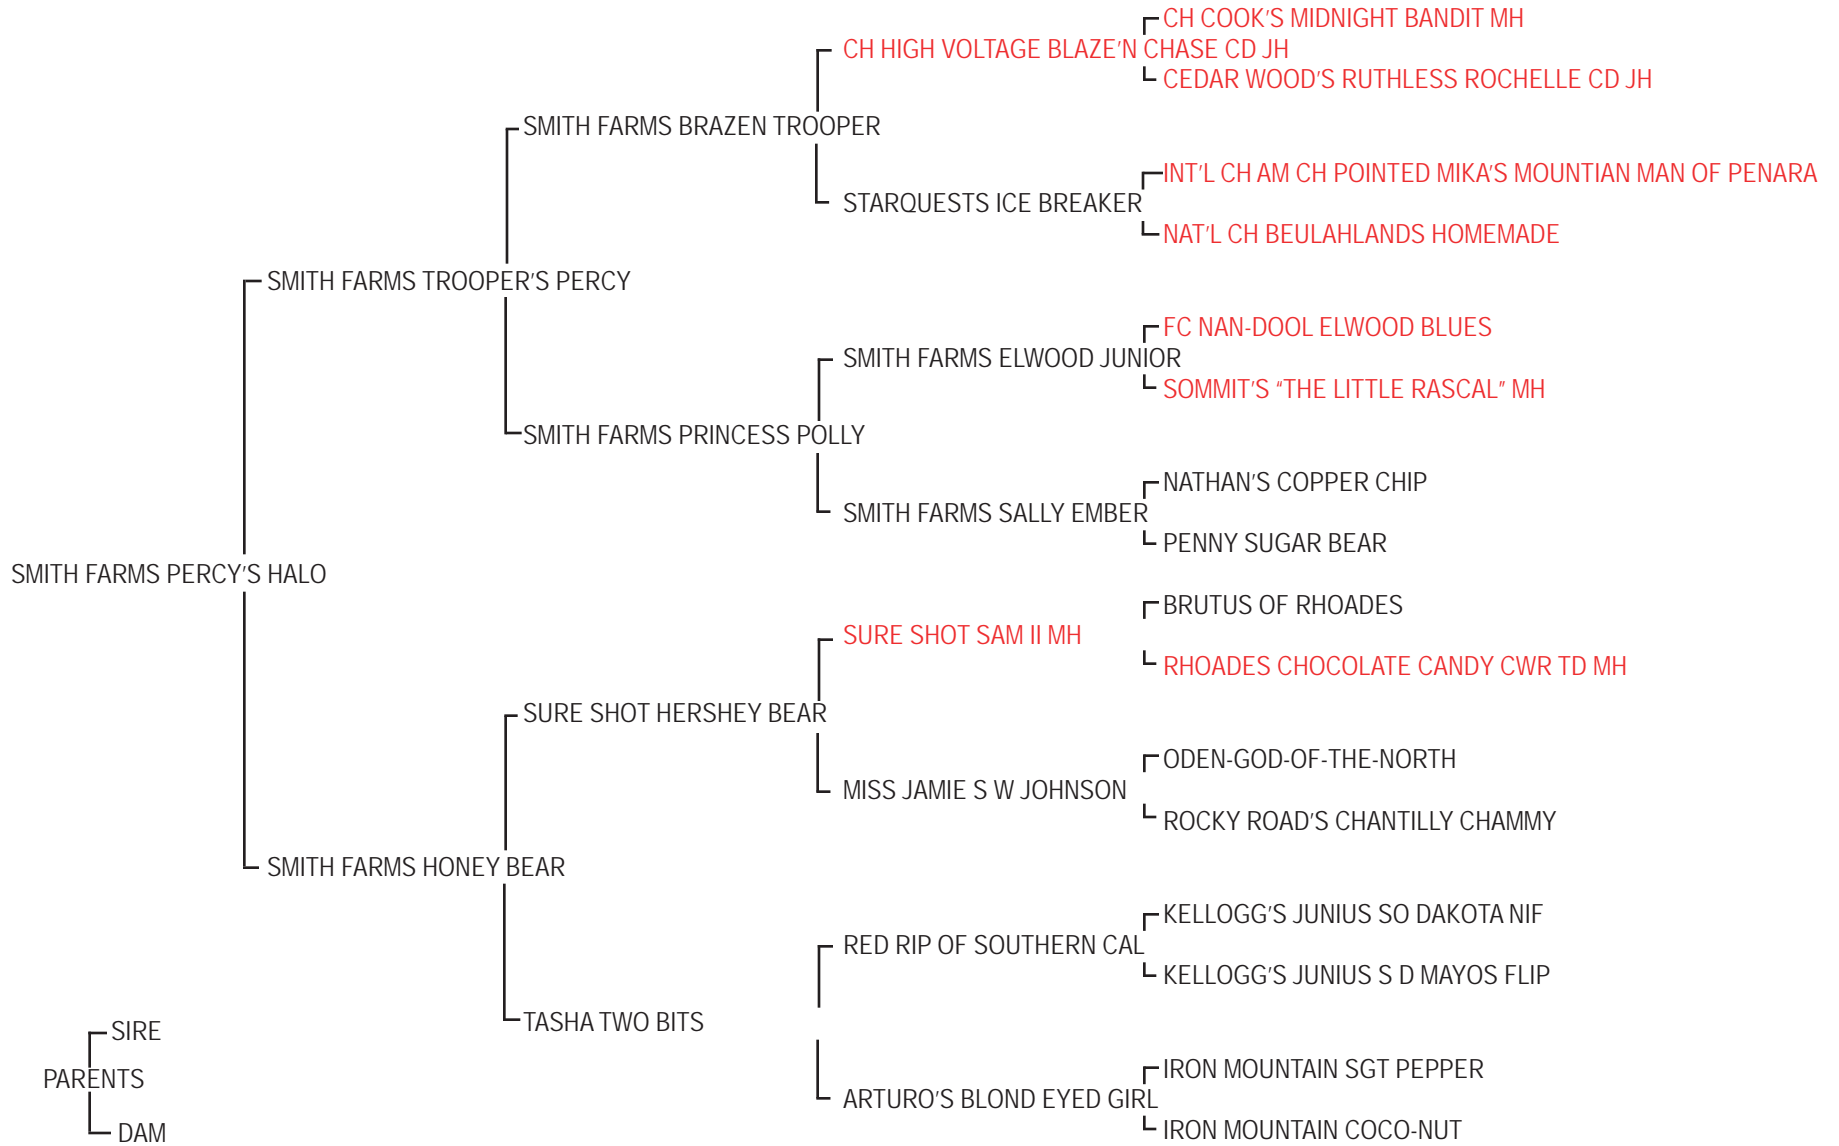 CH COOK'S MIDNIGHT BANDIT MH
CH HIGH VOLTAGE BLAZE'N CHASE CD JH
CEDAR WOOD'S RUTHLESS ROCHELLE CD JH
SMITH FARMS BRAZEN TROOPER
INT'L CH AM CH POINTED MIKA'S MOUNTIAN MAN OF PENARA
STARQUESTS ICE BREAKER
NAT'L CH BEULAHLANDS HOMEMADE
SMITH FARMS TROOPER'S PERCY
FC NAN-DOOL ELWOOD BLUES
SMITH FARMS ELWOOD JUNIOR
SOMMIT'S “THE LITTLE RASCAL” MH
SMITH FARMS PRINCESS POLLY
NATHAN'S COPPER CHIP
SMITH FARMS SALLY EMBER
PENNY SUGAR BEAR
SMITH FARMS PERCY'S HALO
BRUTUS OF RHOADES
SURE SHOT SAM II MH
RHOADES CHOCOLATE CANDY CWR TD MH
SURE SHOT HERSHEY BEAR
ODEN-GOD-OF-THE-NORTH
MISS JAMIE S W JOHNSON
ROCKY ROAD'S CHANTILLY CHAMMY
SMITH FARMS HONEY BEAR
KELLOGG'S JUNIUS SO DAKOTA NIF
RED RIP OF SOUTHERN CAL
KELLOGG'S JUNIUS S D MAYOS FLIP
TASHA TWO BITS
IRON MOUNTAIN SGT PEPPER
ARTURO'S BLOND EYED GIRL
IRON MOUNTAIN COCO-NUT
SIRE
PARENTS
DAM